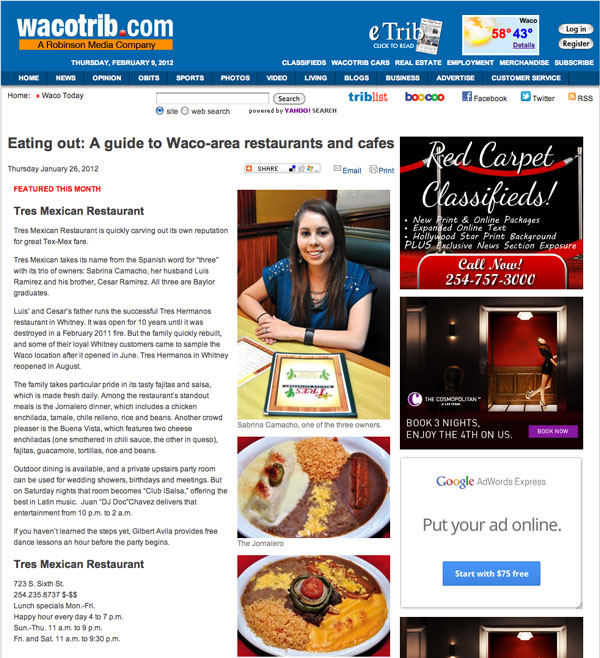 wacotrib.com
A Robinson Media Company
THURSDAY, FEBRUARY 9, 2012
eTrib
CLICK TO READ
Waco
58° 43°
Details
Log in
Register
CLASSIFIEDS WACOTRIB CARS REAL ESTATE EMPLOYMENT MERCHANDISE SUBSCRIBE
HOME NEWS OPINION OBITS SPORTS PHOTOS VIDEO LIVING BLOGS BUSINESS ADVERTISE CUSTOMER SERVICE
Home: Waco Today
Search
site web search powered by YAHOO! SEARCH
triblist boocoo Facebook Twitter RSS
Eating out: A guide to Waco-area restaurants and cafes
Thursday January 26, 2012
SHARE
Email Print
FEATURED THIS MONTH
Tres Mexican Restaurant
Tres Mexican Restaurant is quickly carving out its own reputation
for great Tex-Mex fare.
Tres Mexican takes its name from the Spanish word for "three"
with its trio of owners: Sabrina Camacho, her husband Luis
Ramirez and his brother, Cesar Ramirez. All three are Baylor
graduates.
Luis' and Cesar's father runs the successful Tres Hermanos
restaurant in Whitney. It was open for 10 years until it was
destroyed in a February 2011 fire. But the family quickly rebuilt,
and some of their loyal Whitney customers came to sample the
Waco location after it opened in June. Tres Hermanos in Whitney
reopened in August.
The family takes particular pride in its tasty fajitas and salsa,
which is made fresh daily. Among the restaurant's standout
meals is the Jornalero dinner, which includes a chicken
enchilada, tamale, chile relleno, rice and beans. Another crowd
pleaser is the Buena Vista, which features two cheese
enchiladas (one smothered in chili sauce, the other in queso),
fajitas, guacamole, tortillas, rice and beans.
Outdoor dining is available, and a private upstairs party room
can be used for wedding showers, birthdays and meetings. But
on Saturday nights that room becomes "Club iSalsa," offering the
best in Latin music. Juan "DJ Doc"Chavez delivers that
entertainment from 10 p.m. to 2 a.m.
If you haven't learned the steps yet, Gilbert Avila provides free
dance lessons an hour before the party begins.
Tres Mexican Restaurant
723 S. Sixth St.
254.235.8737 $-$$
Lunch specials Mon.-Fri.
Happy hour every day 4 to 7 p.m.
Sun.-Thu. 11 a.m. to 9 p.m.
Fri. and Sat. 11 a.m. to 9:30 p.m.
Sabrina Camacho, one of the three owners.
The Jornalero
Red Carpet
Classifieds!
• New Print & Online Packages
• Expanded Online Text
• Hollywood Star Print Background
PLUS Exclusive News Section Exposure
Call Now!
254-757-3000
THE COSMOPOLITAN™
OF LAS VEGAS
BOOK 3 NIGHTS,
ENJOY THE 4TH ON US.
BOOK NOW
Google AdWords Express
Put your ad online.
Start with $75 free